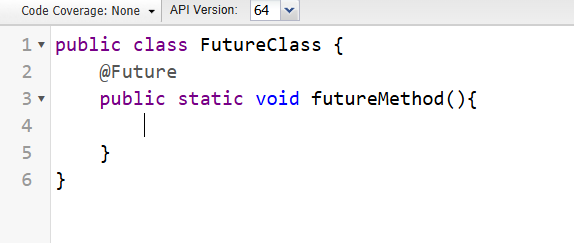 Code Coverage: None API Version: 64
1 public class FutureClass {
2 @Future
3 public static void futureMethod(){
4
5 }
6 }